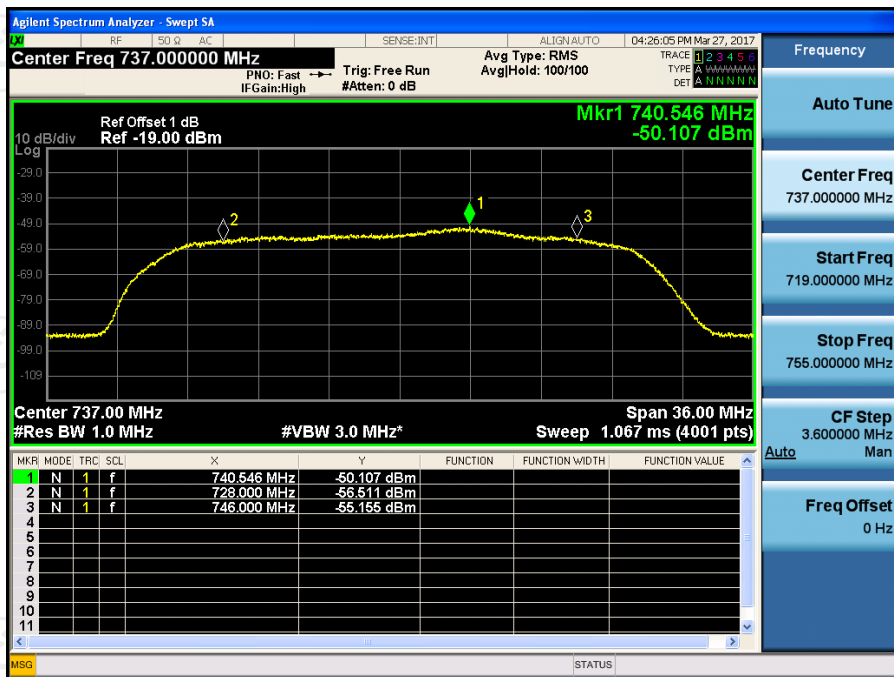 Agilent Spectrum Analyzer - Swept SA
LXI RF 50 Ω AC SENSE:INT ALIGN AUTO 04:26:05 PM Mar 27, 2017
Center Freq 737.000000 MHz
PNO: Fast
IFGain:High
Trig: Free Run
#Atten: 0 dB
Avg Type: RMS
Avg|Hold: 100/100
TRACE 1 2 3 4 5 6
TYPE A WWWWW
DET A N N N N N
Ref Offset 1 dB
10 dB/div Ref -19.00 dBm
Log
Mkr1 740.546 MHz
-50.107 dBm
-29.0
-39.0
-49.0
-59.0
-69.0
-79.0
-89.0
-99.0
-109
2
1
3
Center 737.00 MHz Span 36.00 MHz
#Res BW 1.0 MHz #VBW 3.0 MHz* Sweep 1.067 ms (4001 pts)
MKR MODE TRC SCL X Y FUNCTION FUNCTION WIDTH FUNCTION VALUE
1 N 1 f 740.546 MHz -50.107 dBm
2 N 1 f 728.000 MHz -56.511 dBm
3 N 1 f 746.000 MHz -55.155 dBm
4
5
6
7
8
9
10
11
MSG STATUS
Frequency
Auto Tune
Center Freq
737.000000 MHz
Start Freq
719.000000 MHz
Stop Freq
755.000000 MHz
CF Step
3.600000 MHz
Auto Man
Freq Offset
0 Hz